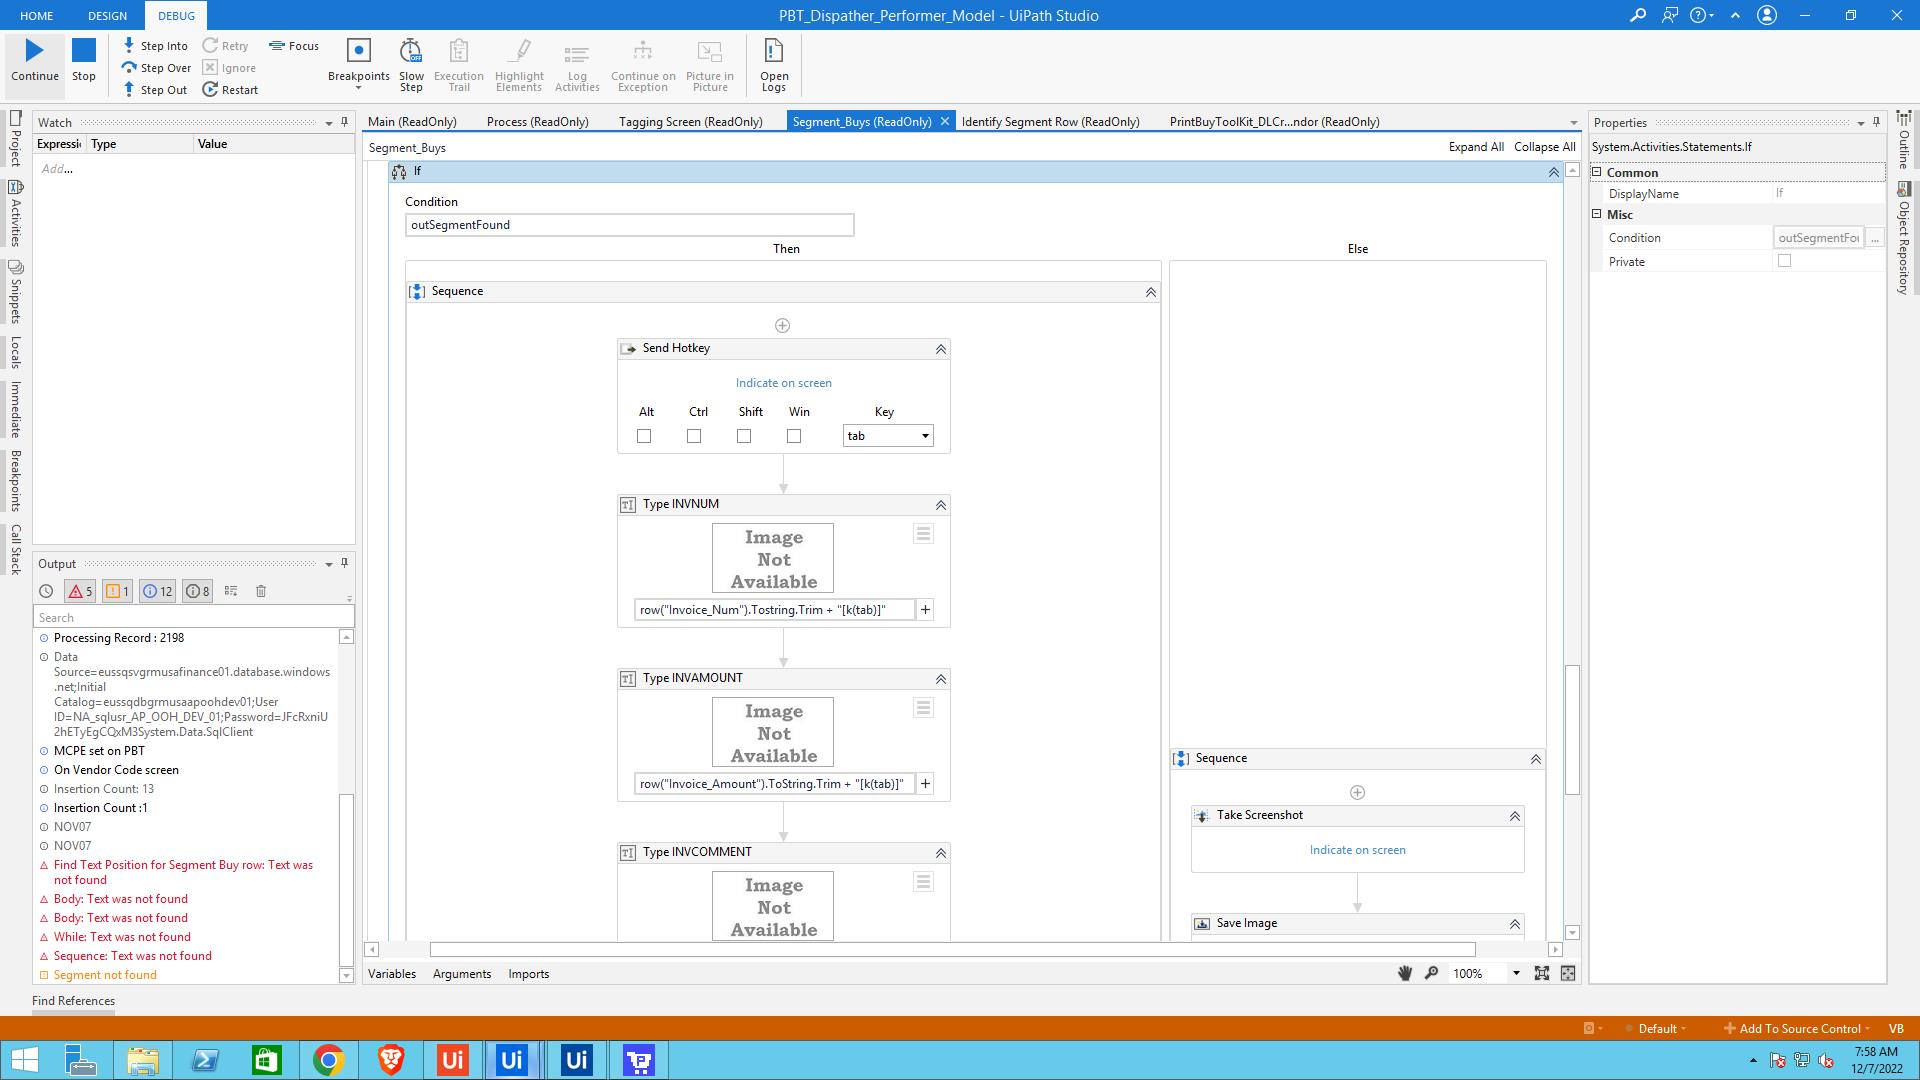 HOME DESIGN DEBUG PBT_Dispather_Performer_Model - UiPath Studio
Continue
Stop
Step Into
Step Over
Step Out
Retry
Ignore
Restart
Focus
Breakpoints
Slow
Step
Execution
Trail
Highlight
Elements
Log
Activities
Continue on
Exception
Picture in
Picture
Open
Logs
Project
Activities
Snippets
Locals
Immediate
Breakpoints
Call Stack
Watch
Expressi Type Value
Add...
Output
5 1 12 8
Search
Processing Record : 2198
Data
Source=eussqsvgrmusafinance01.database.windows
.net;Initial
Catalog=eussqdbgrmusaapoohdev01;User
ID=NA_sqlusr_AP_OOH_DEV_01;Password=JFcRxniU
2hETyEgCQxM3System.Data.SqlClient
MCPE set on PBT
On Vendor Code screen
Insertion Count: 13
Insertion Count :1
NOV07
NOV07
Find Text Position for Segment Buy row: Text was
not found
Body: Text was not found
Body: Text was not found
While: Text was not found
Sequence: Text was not found
Segment not found
Find References
Main (ReadOnly) Process (ReadOnly) Tagging Screen (ReadOnly) Segment_Buys (ReadOnly) Identify Segment Row (ReadOnly) PrintBuyToolKit_DLCr...ndor (ReadOnly)
Segment_Buys Expand All Collapse All
If
Condition
outSegmentFound
Then Else
Sequence
Send Hotkey
Indicate on screen
Alt Ctrl Shift Win Key
tab
Type INVNUM
Image
Not
Available
row("Invoice_Num").Tostring.Trim + "[k(tab)]"
Type INVAMOUNT
Image
Not
Available
row("Invoice_Amount").ToString.Trim + "[k(tab)]"
Type INVCOMMENT
Image
Not
Available
Sequence
Take Screenshot
Indicate on screen
Save Image
Variables Arguments Imports 100%
Properties
System.Activities.Statements.If
Common
DisplayName If
Misc
Condition outSegmentFou ...
Private
Outline
Object Repository
Default Add To Source Control VB
7:58 AM
12/7/2022